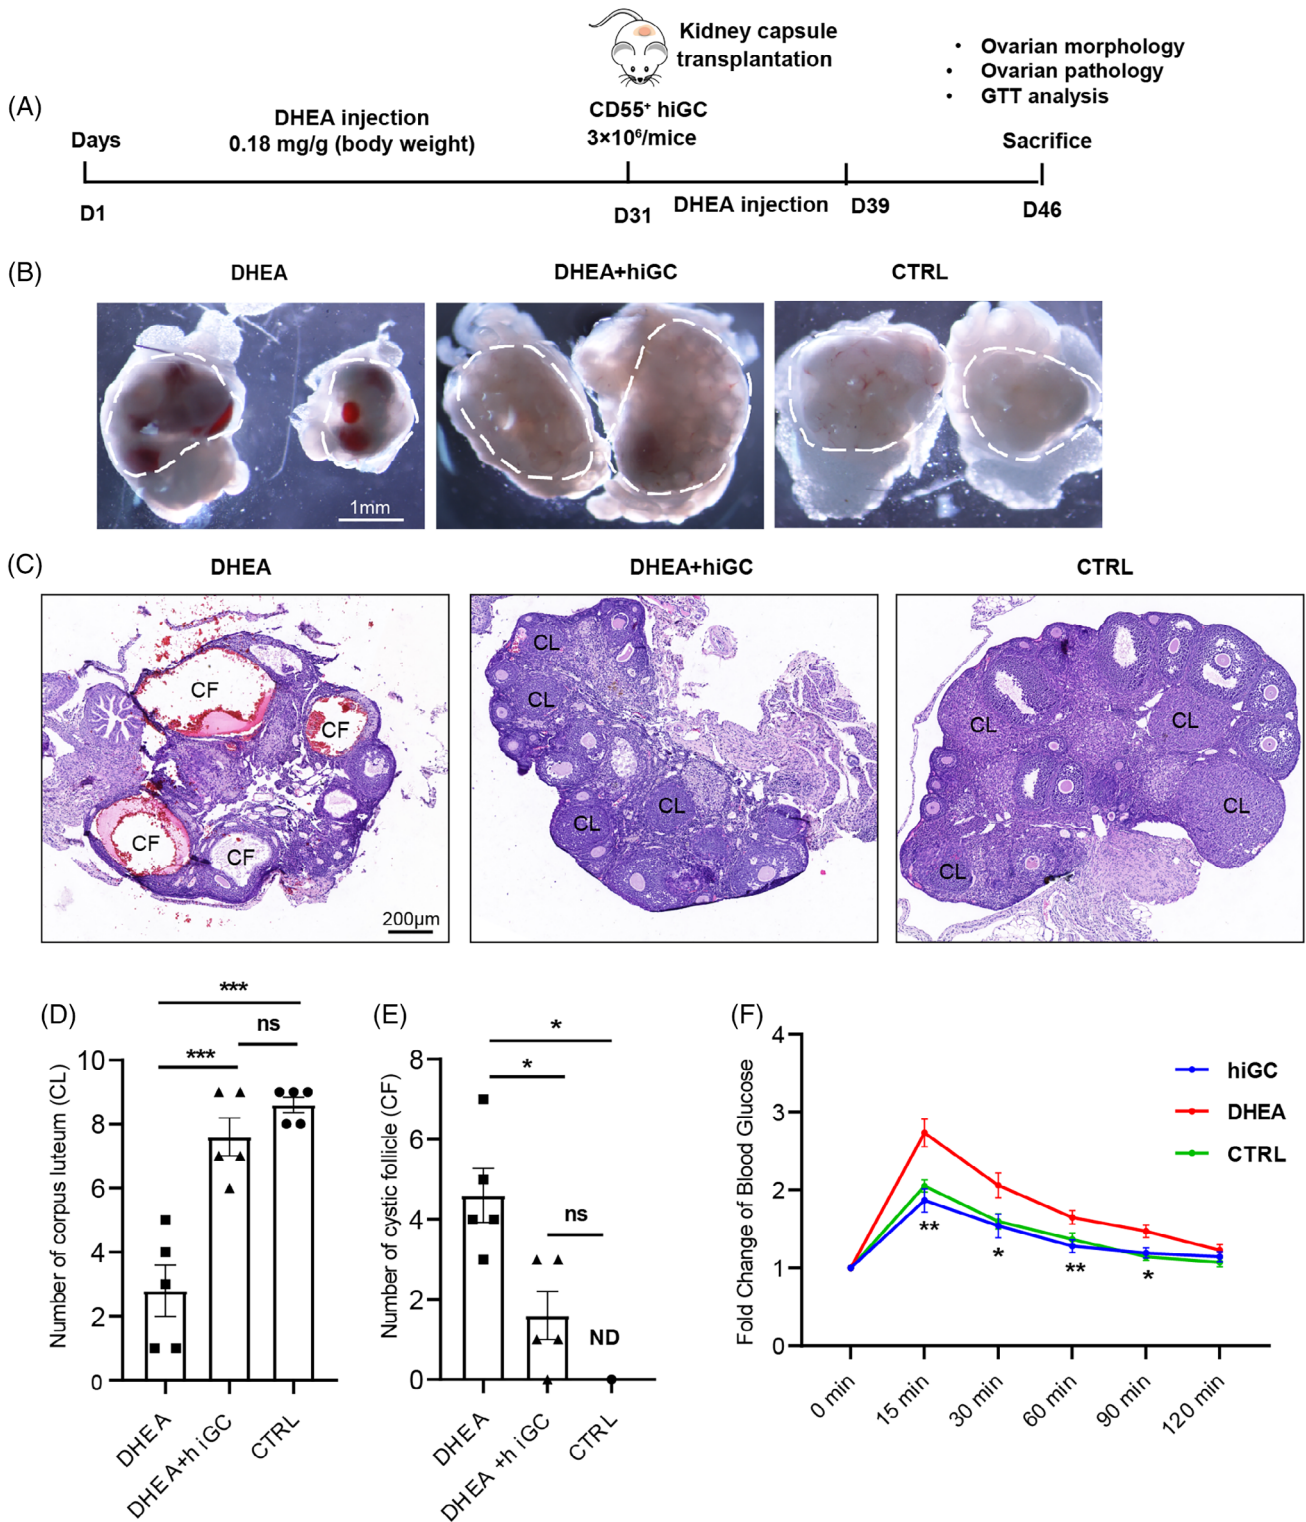 Kidney capsule
transplantation
• Ovarian morphology
• Ovarian pathology
• GTT analysis
(A)
Days
DHEA injection
0.18 mg/g (body weight)
CD55⁺ hiGC
3×10⁶/mice
Sacrifice
D1
D31
DHEA injection
D39
D46
(B)
DHEA
DHEA+hiGC
CTRL
1mm
(C)
DHEA
DHEA+hiGC
CTRL
CF
CF
CF
CF
200μm
CL
CL
CL
CL
CL
CL
CL
CL
(D)
***
ns
***
Number of corpus luteum (CL)
10
8
6
4
2
0
DHEA
DHEA+h iGC
CTRL
(E)
*
*
ns
ND
Number of cystic follicle (CF)
8
6
4
2
0
DHEA
DHEA +h iGC
CTRL
(F)
Fold Change of Blood Glucose
4
3
2
1
0
hiGC
DHEA
CTRL
**
*
**
*
0 min
15 min
30 min
60 min
90 min
120 min